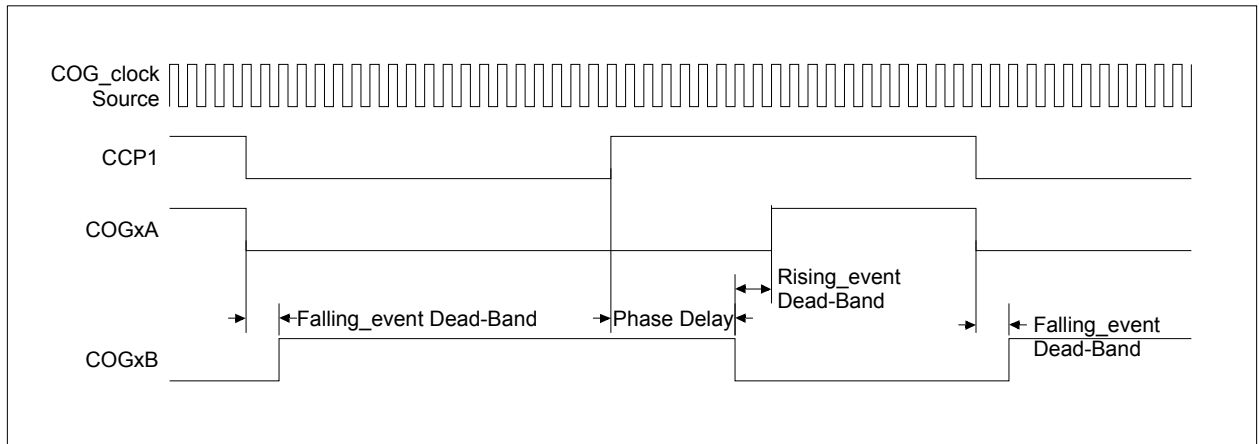 COG_clock
Source
CCP1
COGxA
Rising_event
Dead-Band
Falling_event Dead-Band
Phase Delay
Falling_event
Dead-Band
COGxB